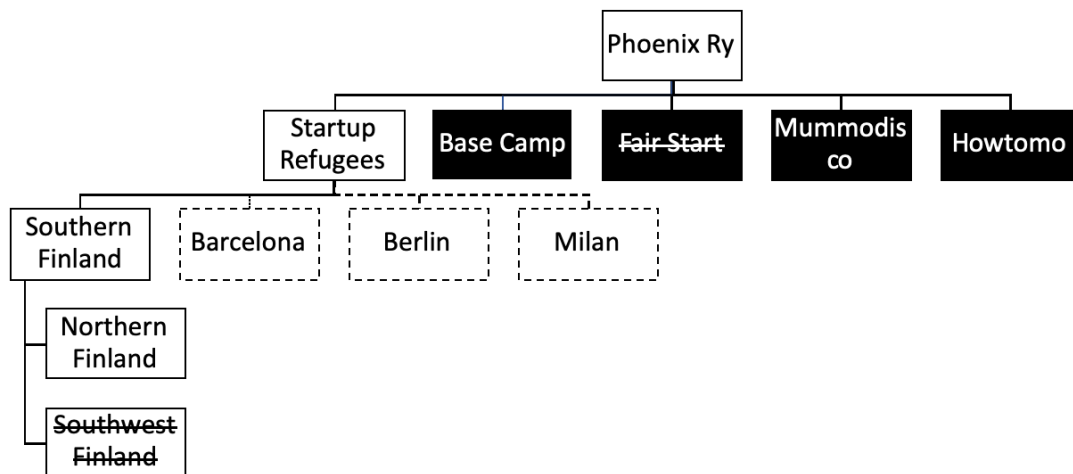 Phoenix Ry
Startup
Refugees
Base Camp
Fair Start
Mummodis
co
Howtomo
Southern
Finland
Barcelona
Berlin
Milan
Northern
Finland
Southwest
Finland